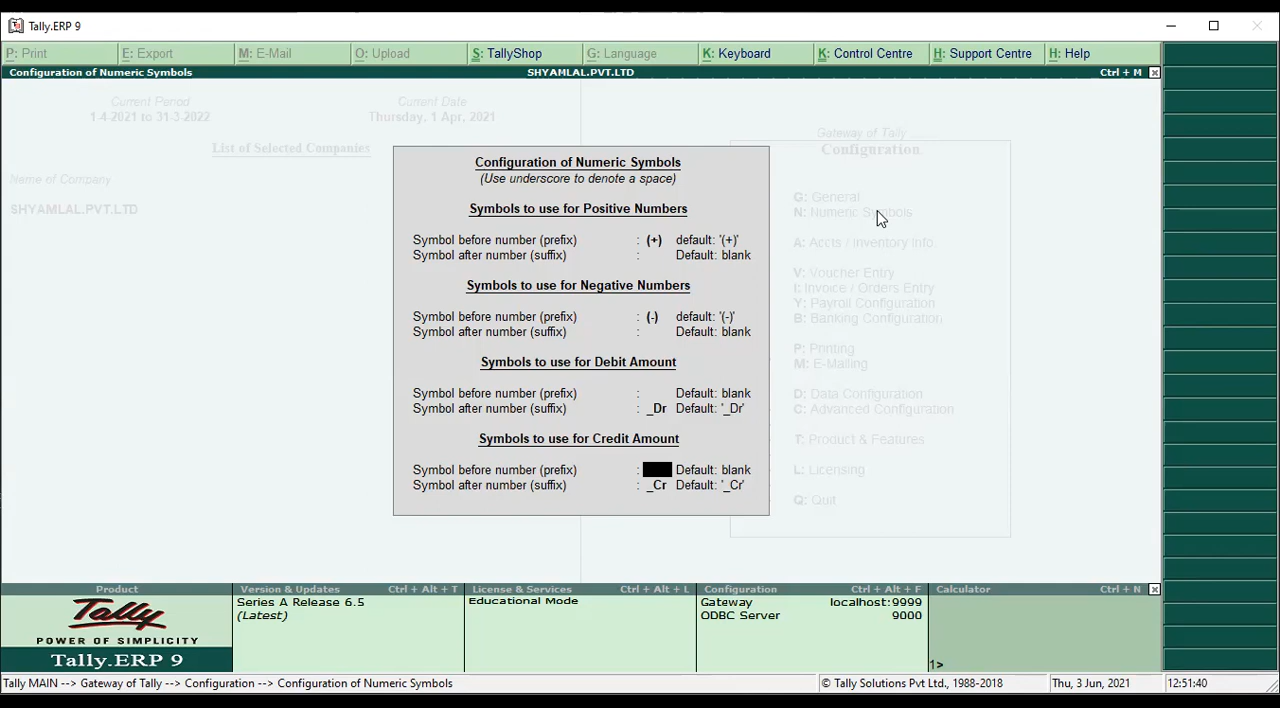 Tally.ERP 9
P: Print E: Export M: E-Mail O: Upload S: TallyShop G: Language K: Keyboard K: Control Centre H: Support Centre H: Help
Configuration of Numeric Symbols SHYAMLAL.PVT.LTD Ctrl + M
Current Period Current Date
1-4-2021 to 31-3-2022 Thursday, 1 Apr, 2021
List of Selected Companies
Name of Company
SHYAMLAL.PVT.LTD
Configuration of Numeric Symbols
(Use underscore to denote a space)
Symbols to use for Positive Numbers
Symbol before number (prefix) : (+) default: '(+)'
Symbol after number (suffix) : Default: blank
Symbols to use for Negative Numbers
Symbol before number (prefix) : (-) default: '(-)'
Symbol after number (suffix) : Default: blank
Symbols to use for Debit Amount
Symbol before number (prefix) : Default: blank
Symbol after number (suffix) : _Dr Default: '_Dr'
Symbols to use for Credit Amount
Symbol before number (prefix) : Default: blank
Symbol after number (suffix) : _Cr Default: '_Cr'
Gateway of Tally
Configuration
G: General
N: Numeric Symbols
A: Accts / Inventory Info.
V: Voucher Entry
I: Invoice / Orders Entry
Y: Payroll Configuration
B: Banking Configuration
P: Printing
M: E-Mailing
D: Data Configuration
C: Advanced Configuration
T: Product & Features
L: Licensing
Q: Quit
Product Version & Updates Ctrl + Alt + T License & Services Ctrl + Alt + L Configuration Ctrl + Alt + F Calculator Ctrl + N
Tally
POWER OF SIMPLICITY
Tally.ERP 9
Series A Release 6.5
(Latest)
Educational Mode
Gateway localhost:9999
ODBC Server 9000
1>
Tally MAIN --> Gateway of Tally --> Configuration --> Configuration of Numeric Symbols © Tally Solutions Pvt Ltd., 1988-2018 Thu, 3 Jun, 2021 12:51:40